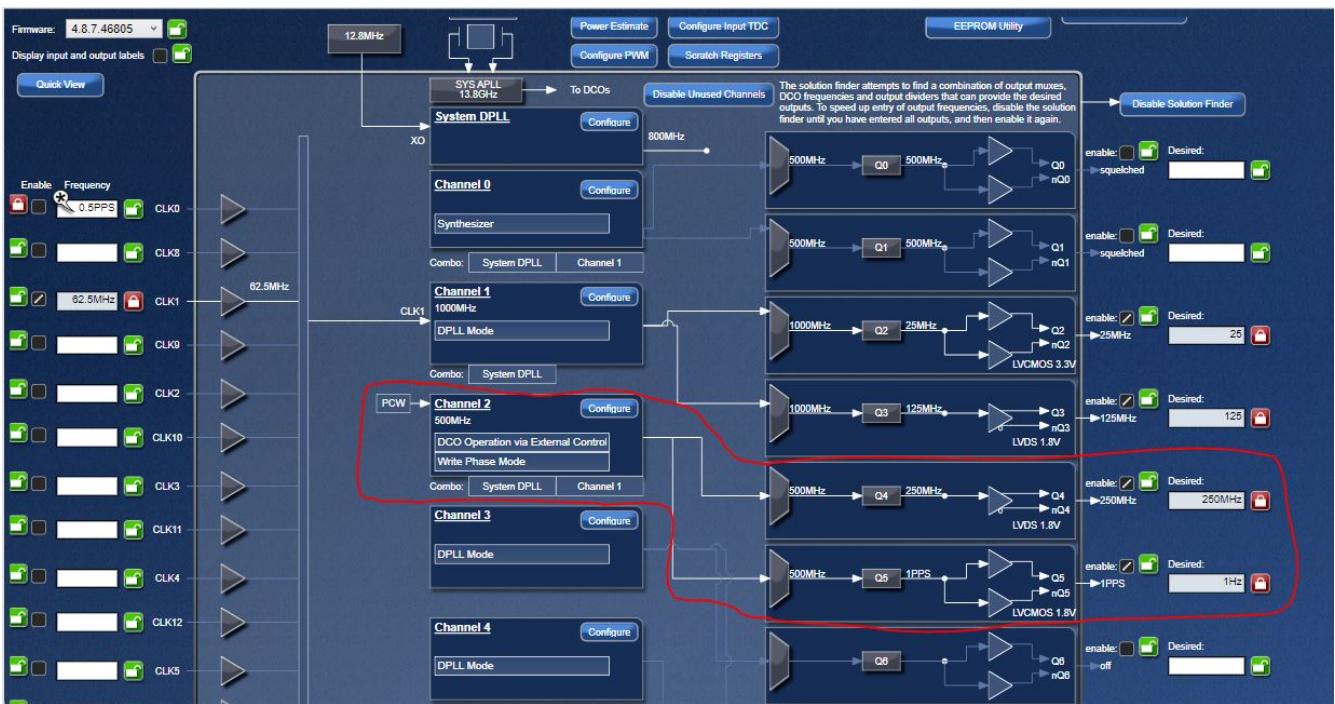 Firmware: 4.8.7.46805
Display input and output labels
Quick View
12.8MHz
Power Estimate
Configure Input TDC
Configure PWM
Scratch Registers
EEPROM Utility
SYS APLL
13.8GHz
To DCOs
Disable Unused Channels
The solution finder attempts to find a combination of output muxes,
DCO frequencies and output dividers that can provide the desired
outputs. To speed up entry of output frequencies, disable the solution
finder until you have entered all outputs, and then enable it again.
Disable Solution Finder
XO
System DPLL
Configure
800MHz
Channel 0
Configure
Synthesizer
Combo: System DPLL Channel 1
CLK1
Channel 1
Configure
1000MHz
DPLL Mode
Combo: System DPLL
PCW
Channel 2
Configure
500MHz
DCO Operation via External Control
Write Phase Mode
Combo: System DPLL Channel 1
Channel 3
Configure
DPLL Mode
Channel 4
Configure
DPLL Mode
Enable Frequency
0.5PPS CLK0
CLK8
62.5MHz CLK1 62.5MHz
CLK9
CLK2
CLK10
CLK3
CLK11
CLK4
CLK12
CLK5
500MHz Q0 500MHz Q0 nQ0
enable: Desired:
squelched
500MHz Q1 500MHz Q1 nQ1
enable: Desired:
squelched
1000MHz Q2 25MHz Q2 nQ2
LVCMOS 3.3V
enable: Desired:
25MHz 25
1000MHz Q3 125MHz Q3 nQ3
LVDS 1.8V
enable: Desired:
125MHz 125
500MHz Q4 250MHz Q4 nQ4
LVDS 1.8V
enable: Desired:
250MHz 250MHz
500MHz Q5 1PPS Q5 nQ5
LVCMOS 1.8V
enable: Desired:
1PPS 1Hz
Q6 Q6 nQ6
enable: Desired:
off